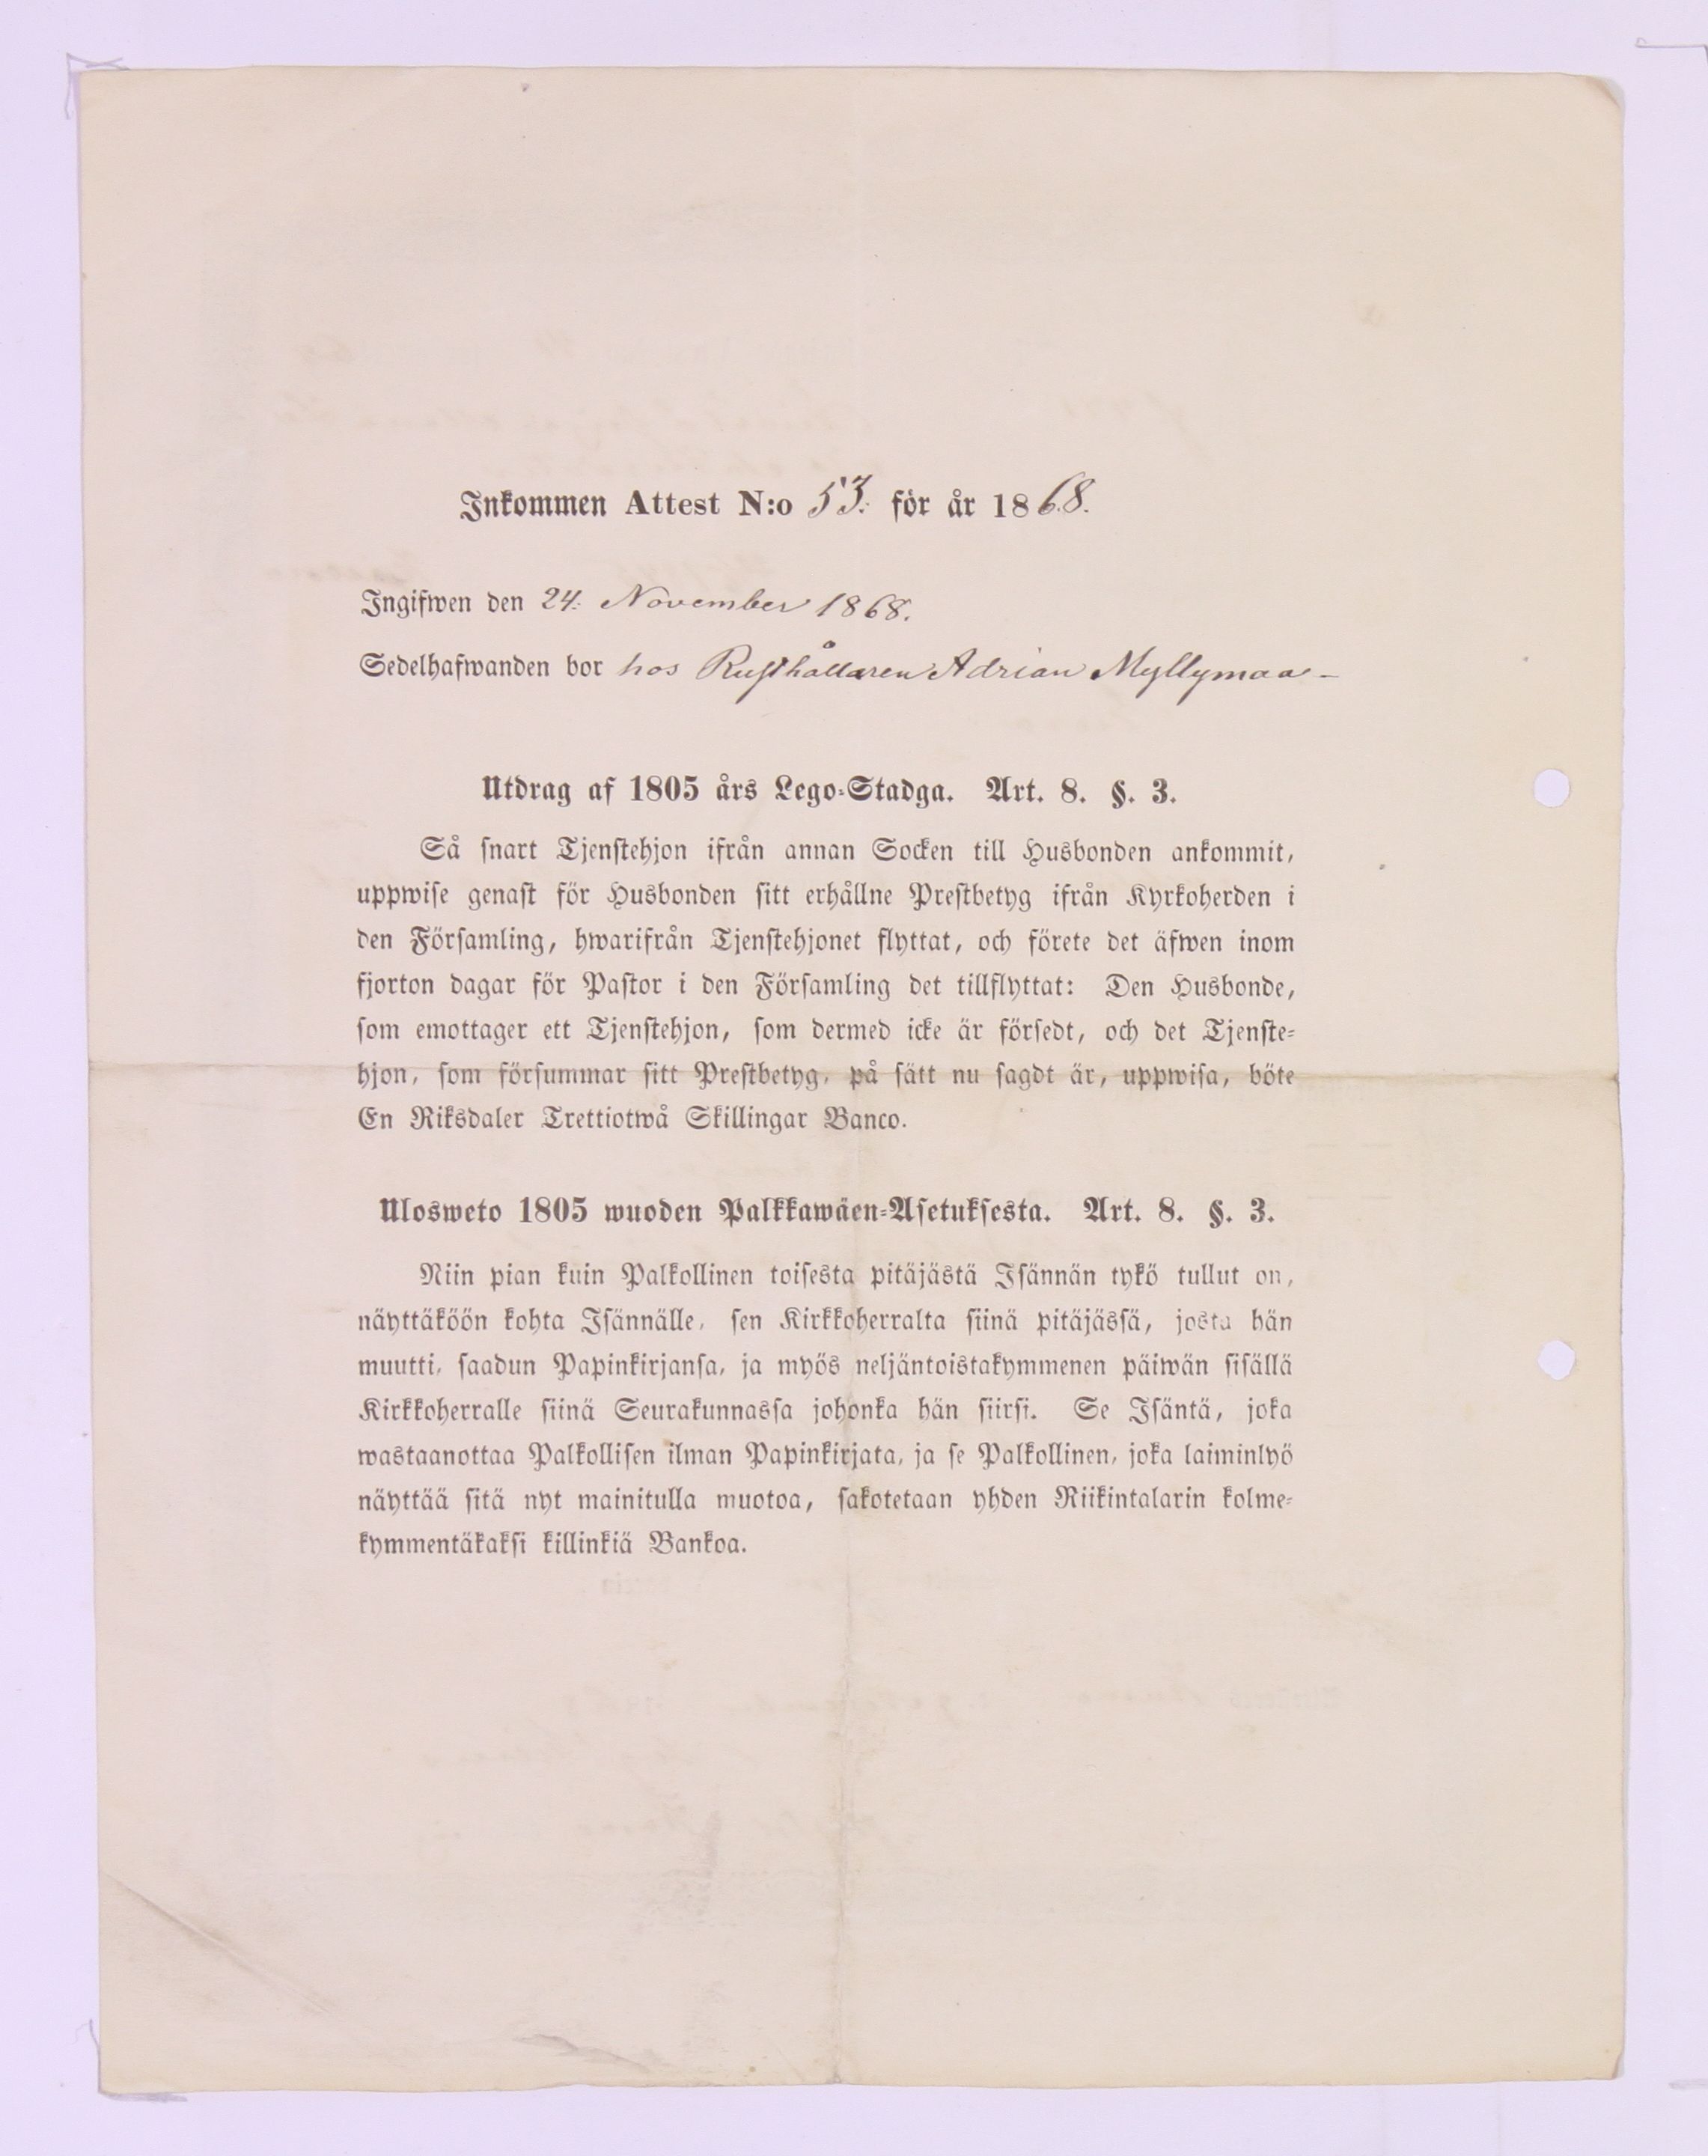 Inkommen Attest N:o 53. för år 1868.
Ingifwen den 24. November 1868.
Sedelhafwanden bor hos Rusthållaren Adrian Myllymaa -
Utdrag af 1805 års Lego-Stadga. Art. 8. §. 3.
Så snart Tjenstehjon ifrån annan Socken till Husbonden ankommit,
uppwise genast för Husbonden sitt erhållne Prestbetyg ifrån Kyrkoherden i
den Församling, hwarifrån Tjenstehjonet flyttat, och förete det äfwen inom
fjorton dagar för Pastor i den Församling det tillflyttat: Den Husbonde,
som emottager ett Tjenstehjon, som dermed icke är försedt, och det Tjenste-
hjon, som försummar sitt Prestbetyg, på sätt nu sagdt är, uppwisa, böte
En Riksdaler Trettiotwå Skillingar Banco.
Ulosweto 1805 wuoden Palkkawäen-Asetuksesta. Art. 8. §. 3.
Niin pian kuin Palkollinen toisesta pitäjästä Isännän tykö tullut on,
näyttäköön kohta Isännälle, sen Kirkkoherralta siinä pitäjässä, josta hän
muutti, saadun Papinkirjansa, ja myös neljäntoistakymmenen päiwän sisällä
Kirkkoherralle siinä Seurakunnassa johonka hän siirsi. Se Isäntä, joka
wastaanottaa Palkollisen ilman Papinkirjata, ja se Palkollinen, joka laiminlyö
näyttää sitä nyt mainitulla muotoa, sakotetaan yhden Riikintalarin kolme-
kymmentäkaksi killinkiä Bankoa.